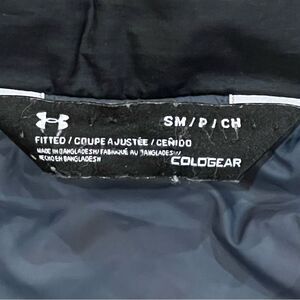 SM/P/CH
FITTED / COUPE AJUSTÉE / CEÑIDO
MADE IN BANGLADESH/ FABRIQUÉ AU BANGLADESH/
HECHO EN BANGLADESH
COLDGEAR